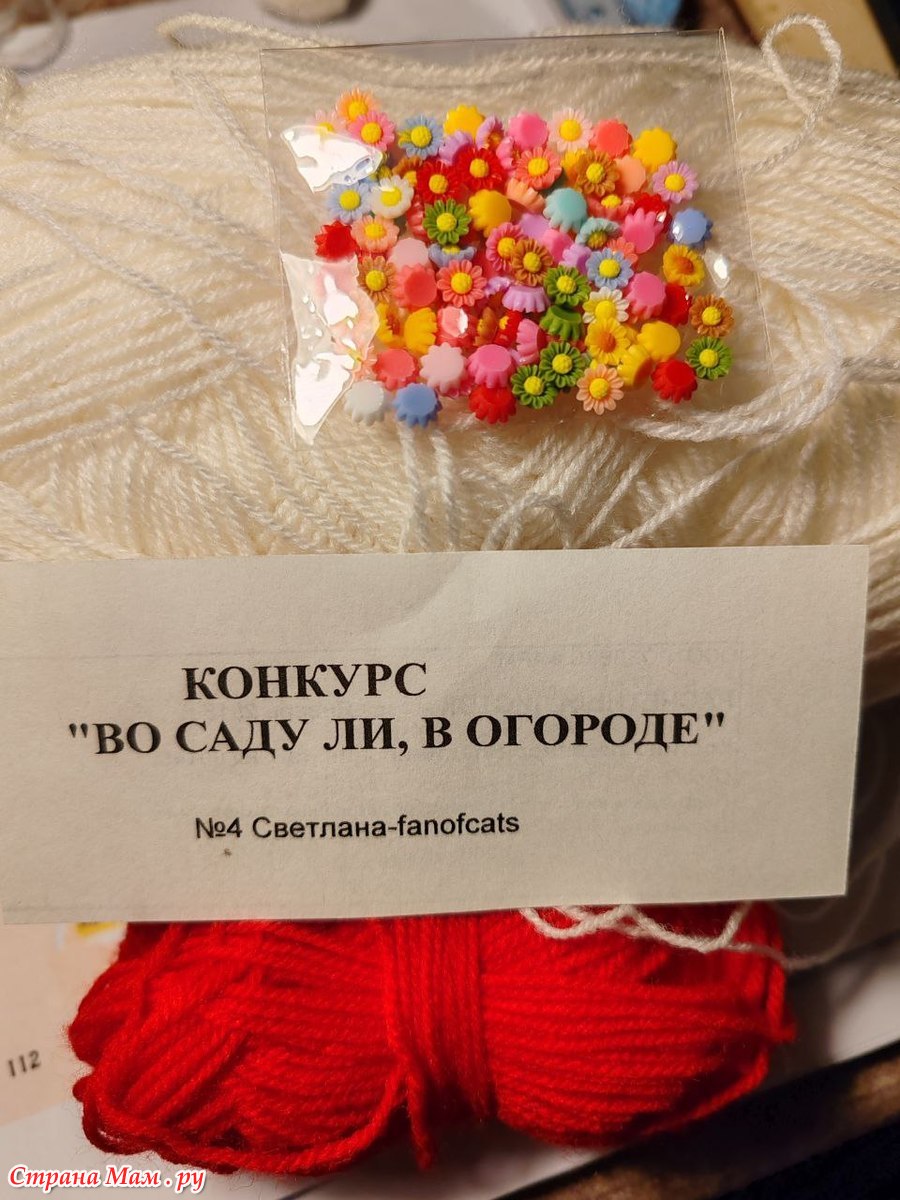 КОНКУРС
"ВО САДУ ЛИ, В ОГОРОДЕ"
№4 Светлана-fanofcats
112
Страна Мам.ру